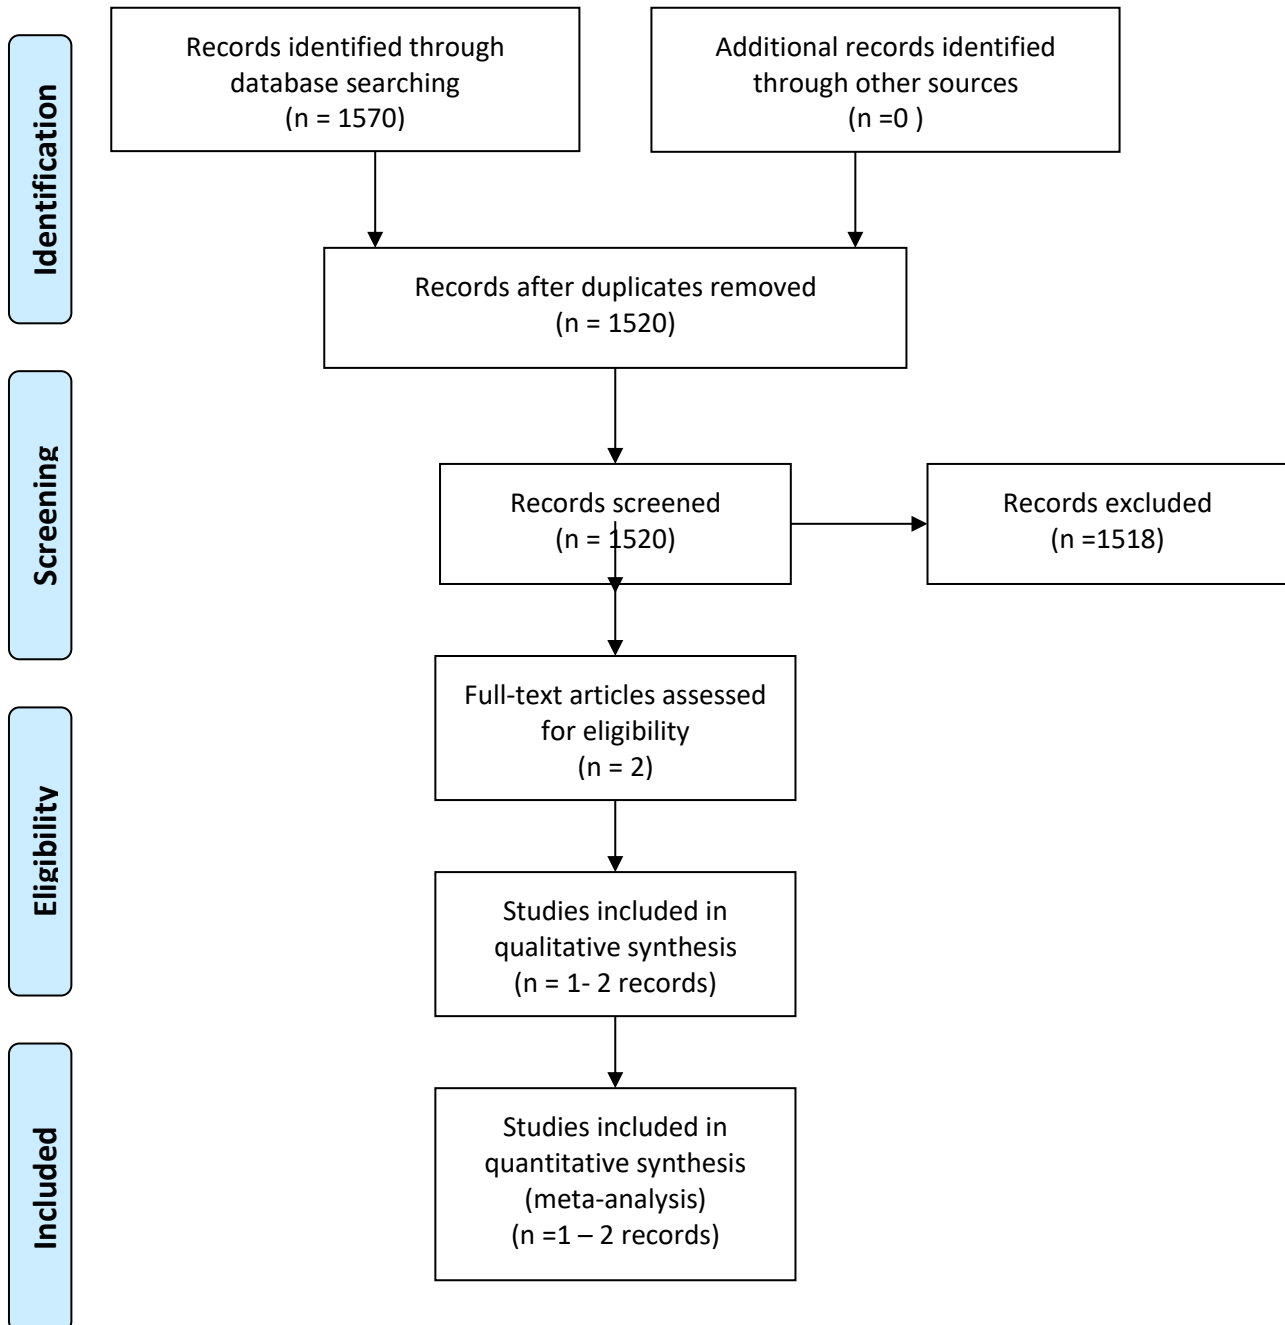 Identification
Records identified through
database searching
(n = 1570)
Additional records identified
through other sources
(n =0 )
Records after duplicates removed
(n = 1520)
Screening
Records screened
(n = 1520)
Records excluded
(n =1518)
Eligibility
Full-text articles assessed
for eligibility
(n = 2)
Studies included in
qualitative synthesis
(n = 1- 2 records)
Included
Studies included in
quantitative synthesis
(meta-analysis)
(n =1 – 2 records)